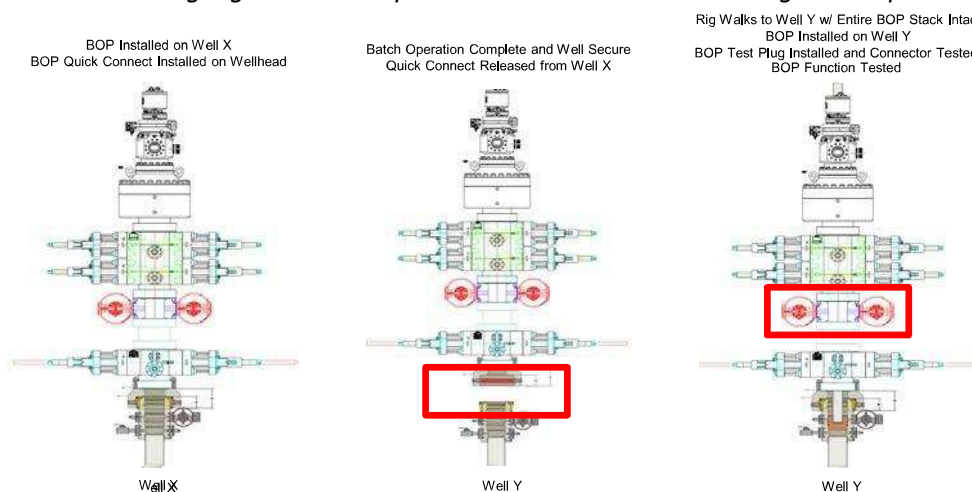 BOP Installed on Well X
BOP Quick Connect Installed on Wellhead
Batch Operation Complete and Well Secure
Quick Connect Released from Well X
Rig Walks to Well Y w/ Entire BOP Stack Intac
BOP Installed on Well Y
BOP Test Plug Installed and Connector Tested
BOP Function Tested
Well X
Well Y
Well Y